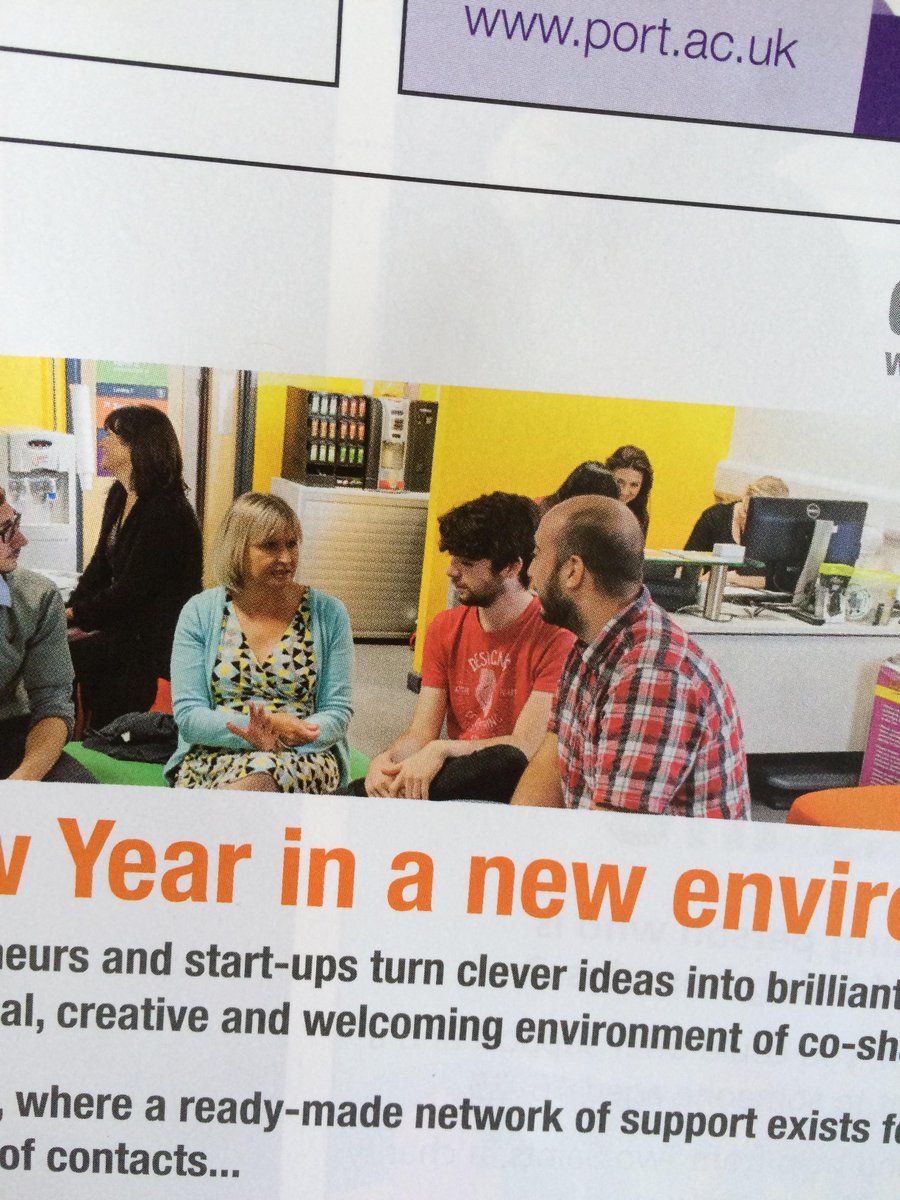 www.port.ac.uk
DESIGN
w Year in a new enviro
neurs and start-ups turn clever ideas into brilliant
al, creative and welcoming environment of co-sh
, where a ready-made network of support exists f
of contacts...